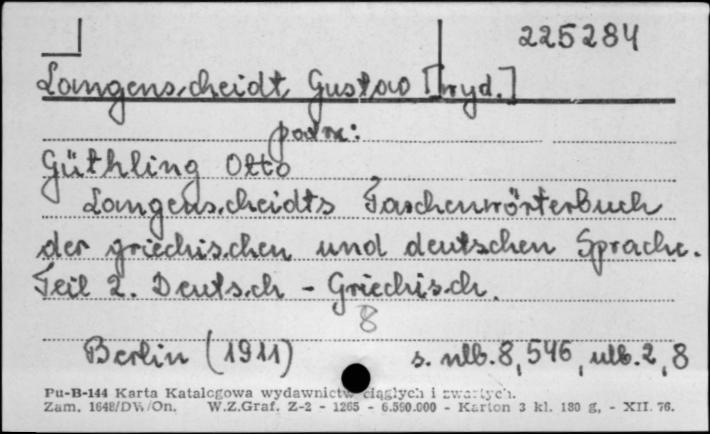 225284
Langenscheidt, Gustav [wyd.]
patrz:
Güthling Otto
Langenscheidts Taschenwörterbuch
der griechischen und deutschen Sprache.
Teil 2. Deutsch - Griechisch.
8
Berlin (1911) s. nlb. 8, 546, nlb. 2, 8
Pu-B-144 Karta Katalogowa wydawnictw ciągłych i zwartych.
Zam. 1648/DW/On. W.Z.Graf. Z-2 - 1265 - 6.590.000 - Karton 3 kl. 180 g, - XII. 76.